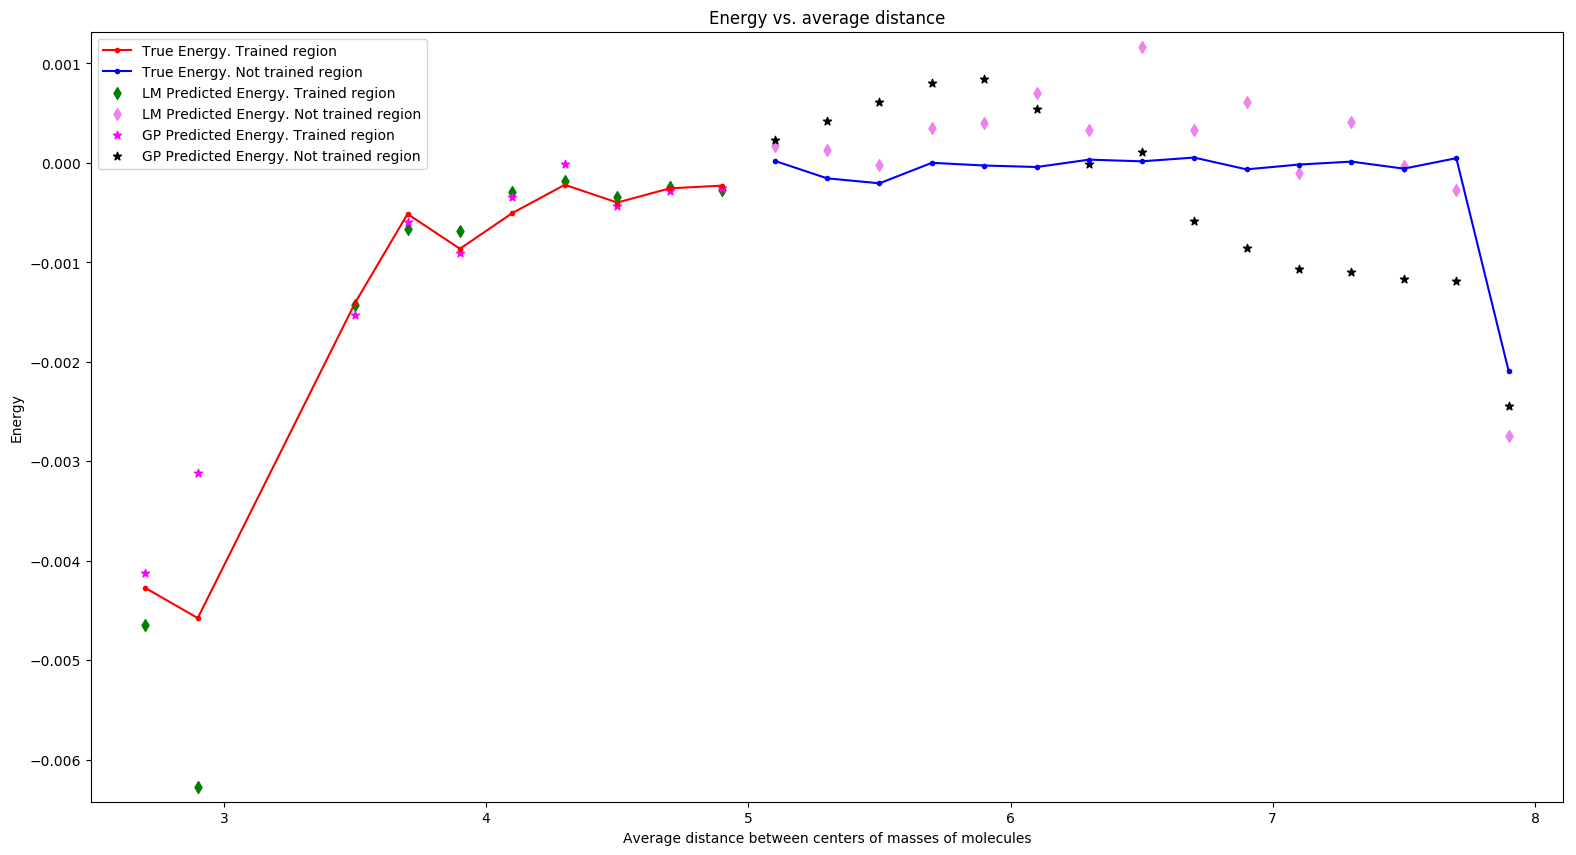 Energy vs. average distance
True Energy. Trained region
True Energy. Not trained region
LM Predicted Energy. Trained region
LM Predicted Energy. Not trained region
GP Predicted Energy. Trained region
GP Predicted Energy. Not trained region
0.001
0.000
−0.001
−0.002
−0.003
−0.004
−0.005
−0.006
Energy
3 4 5 6 7 8
Average distance between centers of masses of molecules